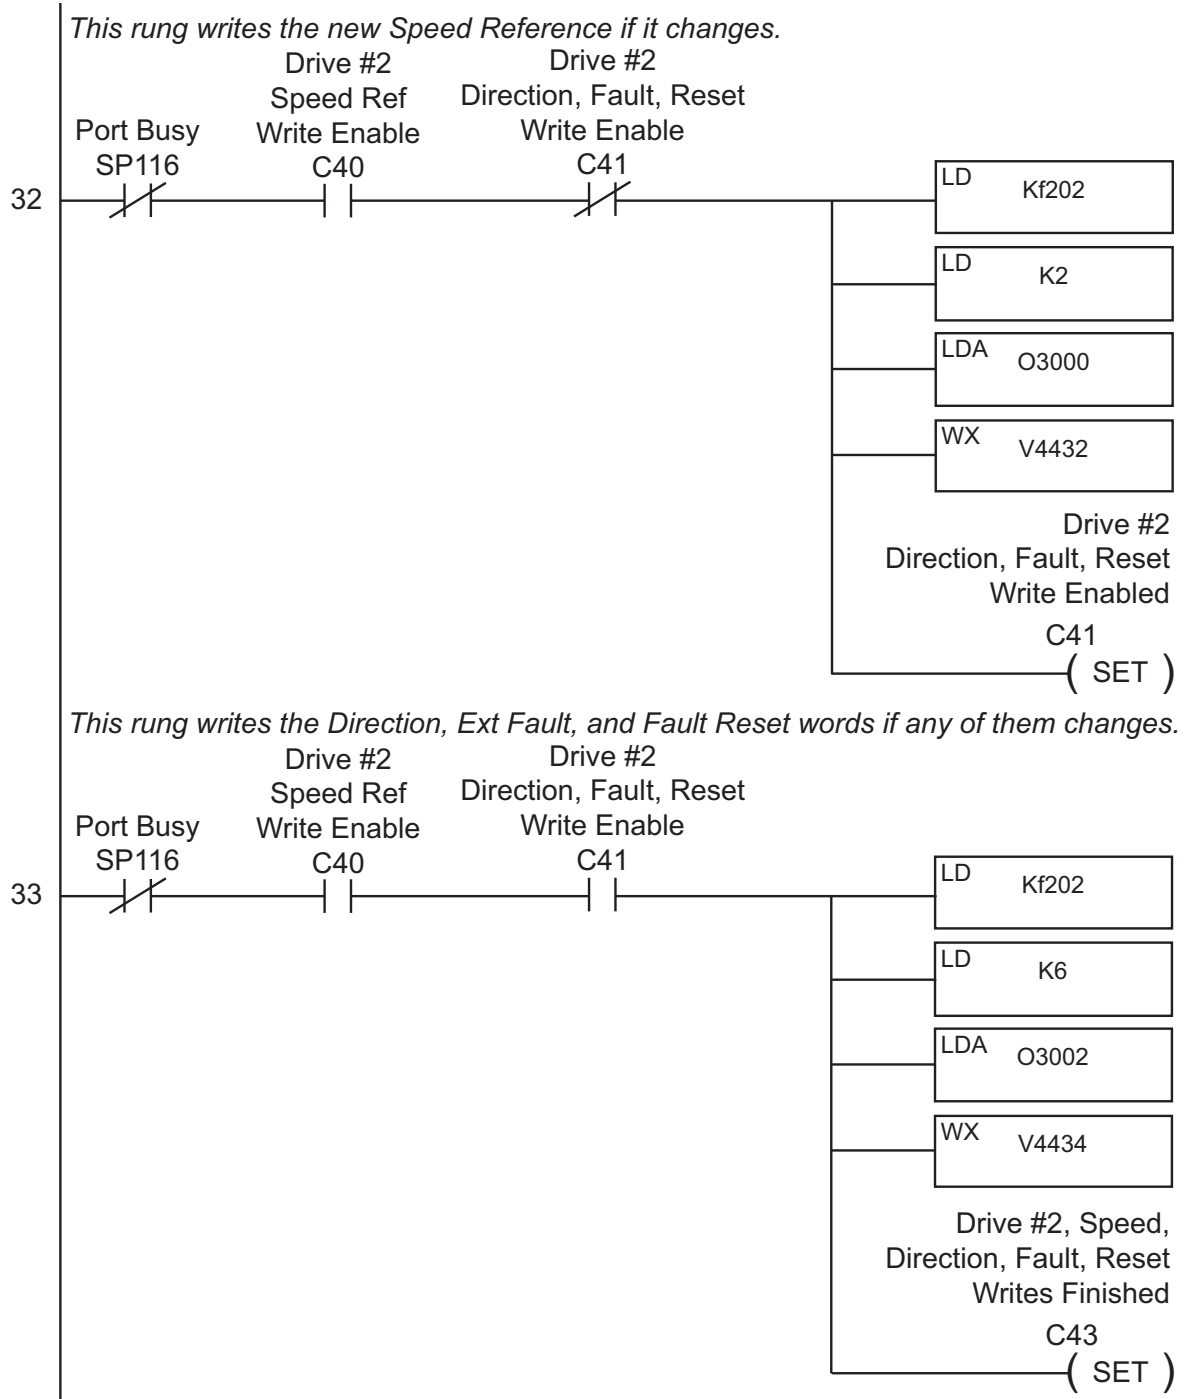 This rung writes the new Speed Reference if it changes.
Drive #2
Speed Ref
Write Enable
C40
Drive #2
Direction, Fault, Reset
Write Enable
C41
Port Busy
SP116
32
LD Kf202
LD K2
LDA O3000
WX V4432
Drive #2
Direction, Fault, Reset
Write Enabled
C41
( SET )
This rung writes the Direction, Ext Fault, and Fault Reset words if any of them changes.
Drive #2
Speed Ref
Write Enable
C40
Drive #2
Direction, Fault, Reset
Write Enable
C41
Port Busy
SP116
33
LD Kf202
LD K6
LDA O3002
WX V4434
Drive #2, Speed,
Direction, Fault, Reset
Writes Finished
C43
( SET )